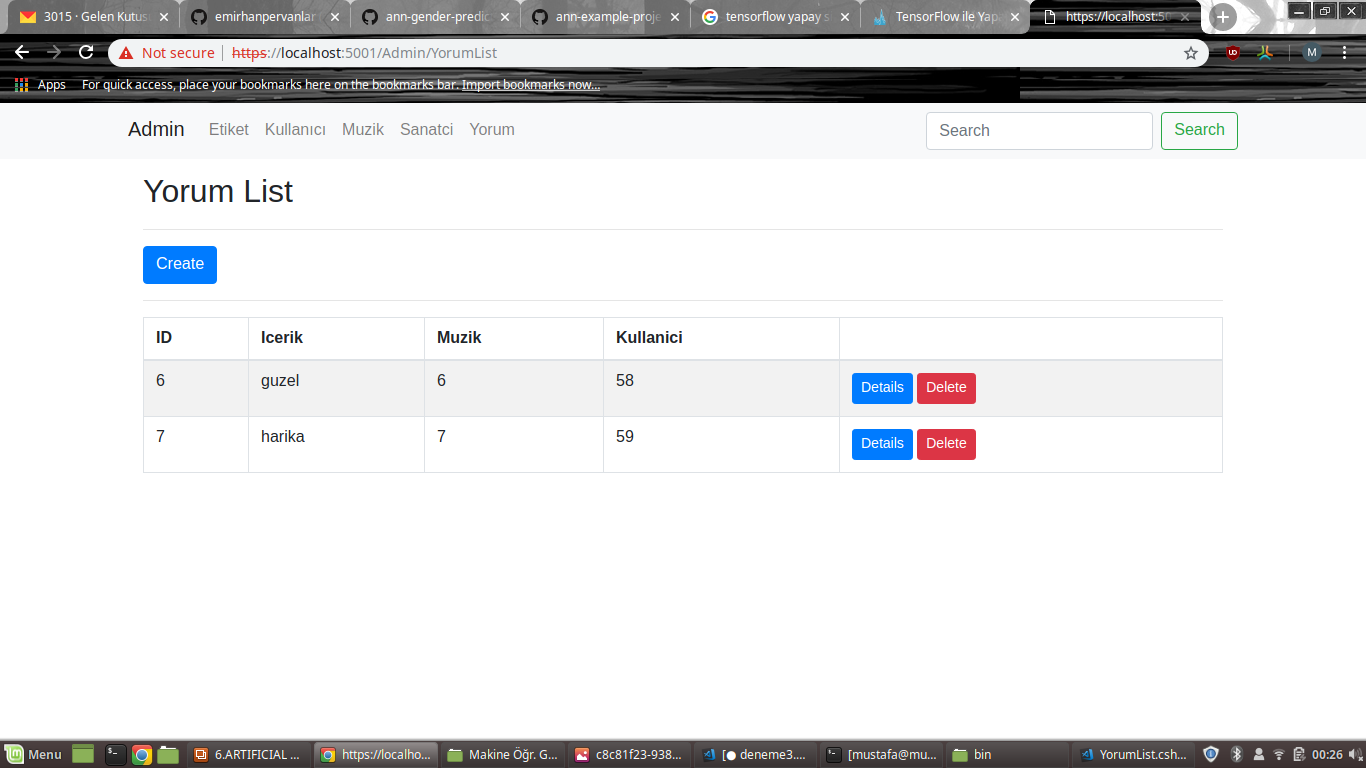 3015 · Gelen Kutus
emirhanpervanlar
ann-gender-predic
ann-example-proje
tensorflow yapay s
TensorFlow ile Yap
https://localhost:50
Not secure https://localhost:5001/Admin/YorumList
M
Apps For quick access, place your bookmarks here on the bookmarks bar. Import bookmarks now...
Admin Etiket Kullanıcı Muzik Sanatci Yorum Search Search
Yorum List
Create
ID Icerik Muzik Kullanici
6 guzel 6 58 Details Delete
7 harika 7 59 Details Delete
Menu 6.ARTIFICIAL ... https://localho... Makine Öğr. G... c8c81f23-938... [● deneme3.... [mustafa@mu... bin YorumList.csh... 00:26